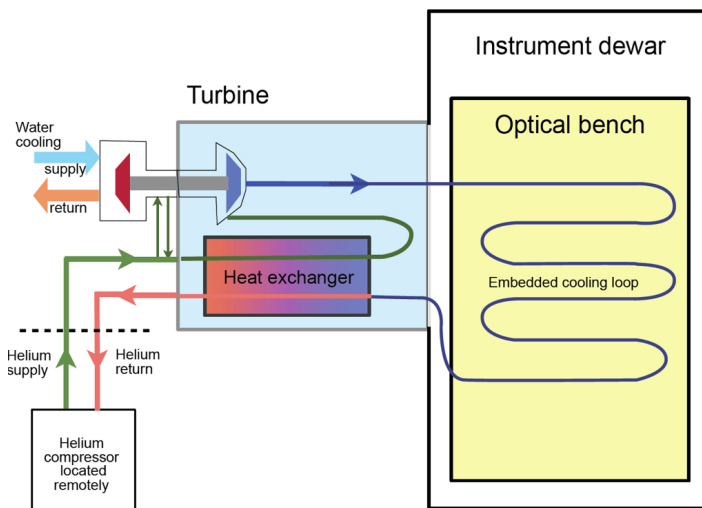 Instrument dewar
Turbine
Optical bench
Water
cooling
supply
return
Heat exchanger
Embedded cooling loop
Helium
supply
Helium
return
Helium
compressor
located
remotely